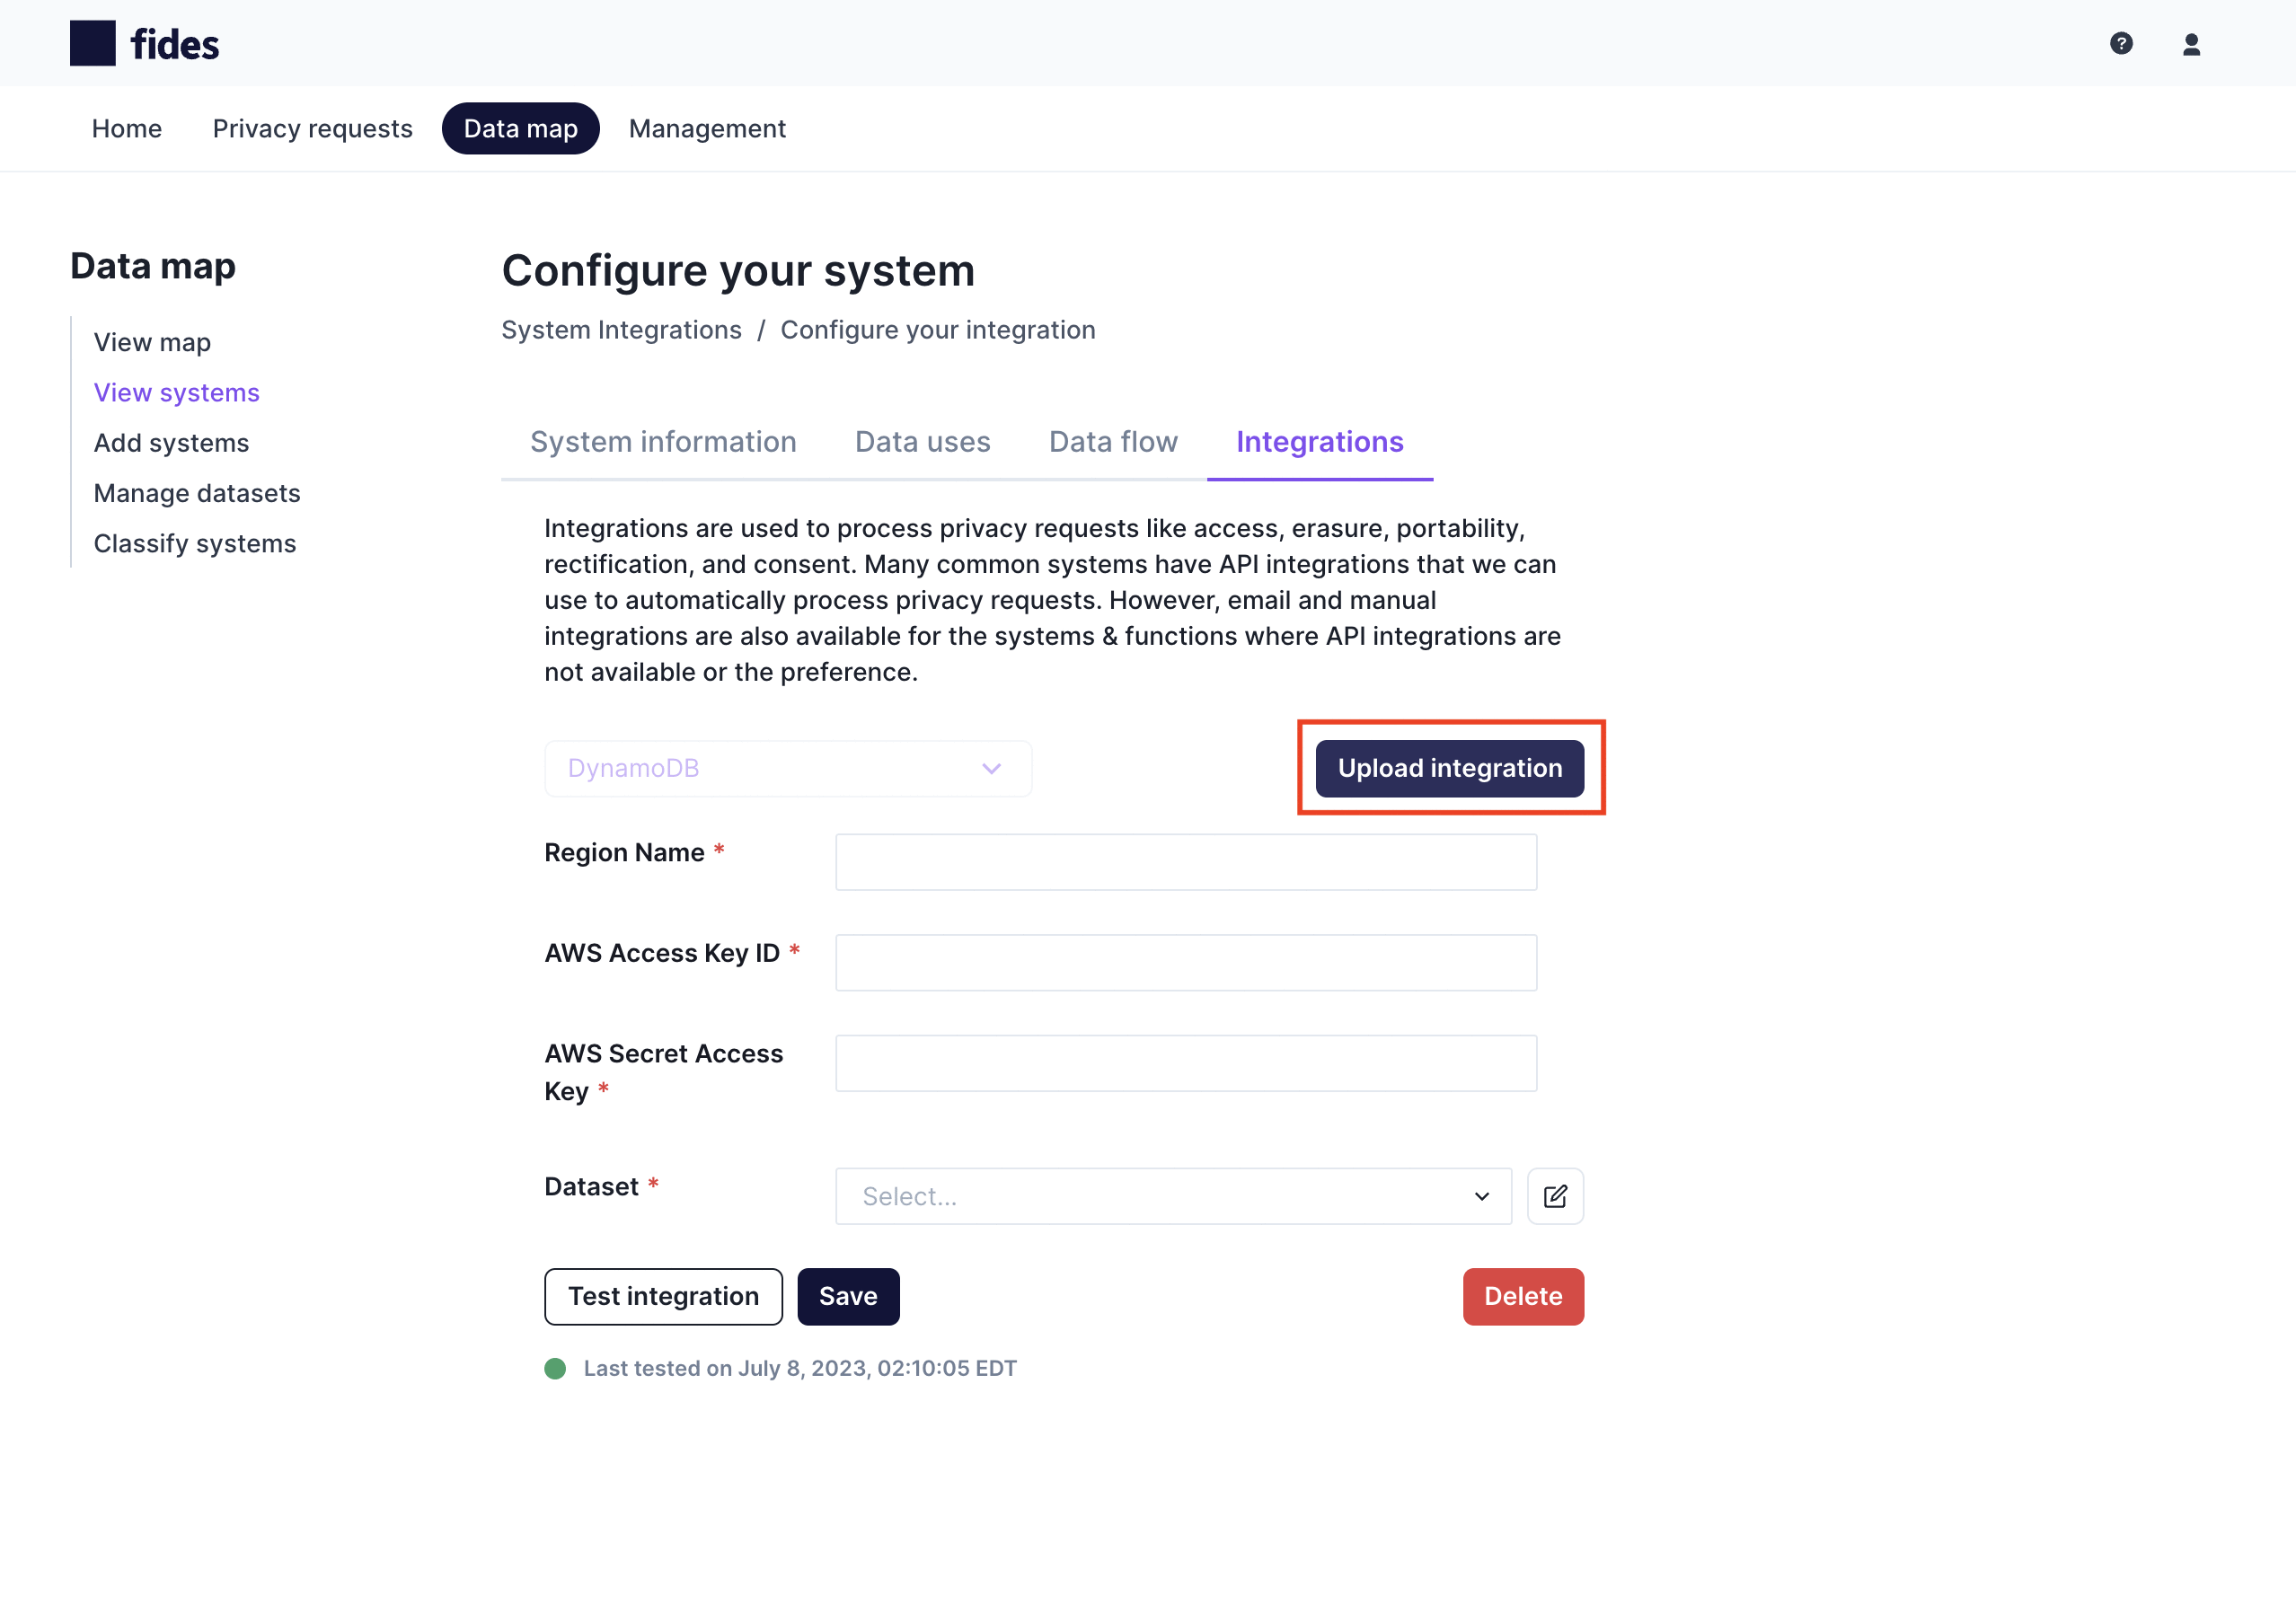 fides
?
Home
Privacy requests
Data map
Management
Data map
View map
View systems
Add systems
Manage datasets
Classify systems
Configure your system
System Integrations / Configure your integration
System information
Data uses
Data flow
Integrations
Integrations are used to process privacy requests like access, erasure, portability,
rectification, and consent. Many common systems have API integrations that we can
use to automatically process privacy requests. However, email and manual
integrations are also available for the systems & functions where API integrations are
not available or the preference.
DynamoDB
Upload integration
Region Name *
AWS Access Key ID *
AWS Secret Access
Key *
Dataset *
Select...
Test integration
Save
Delete
Last tested on July 8, 2023, 02:10:05 EDT